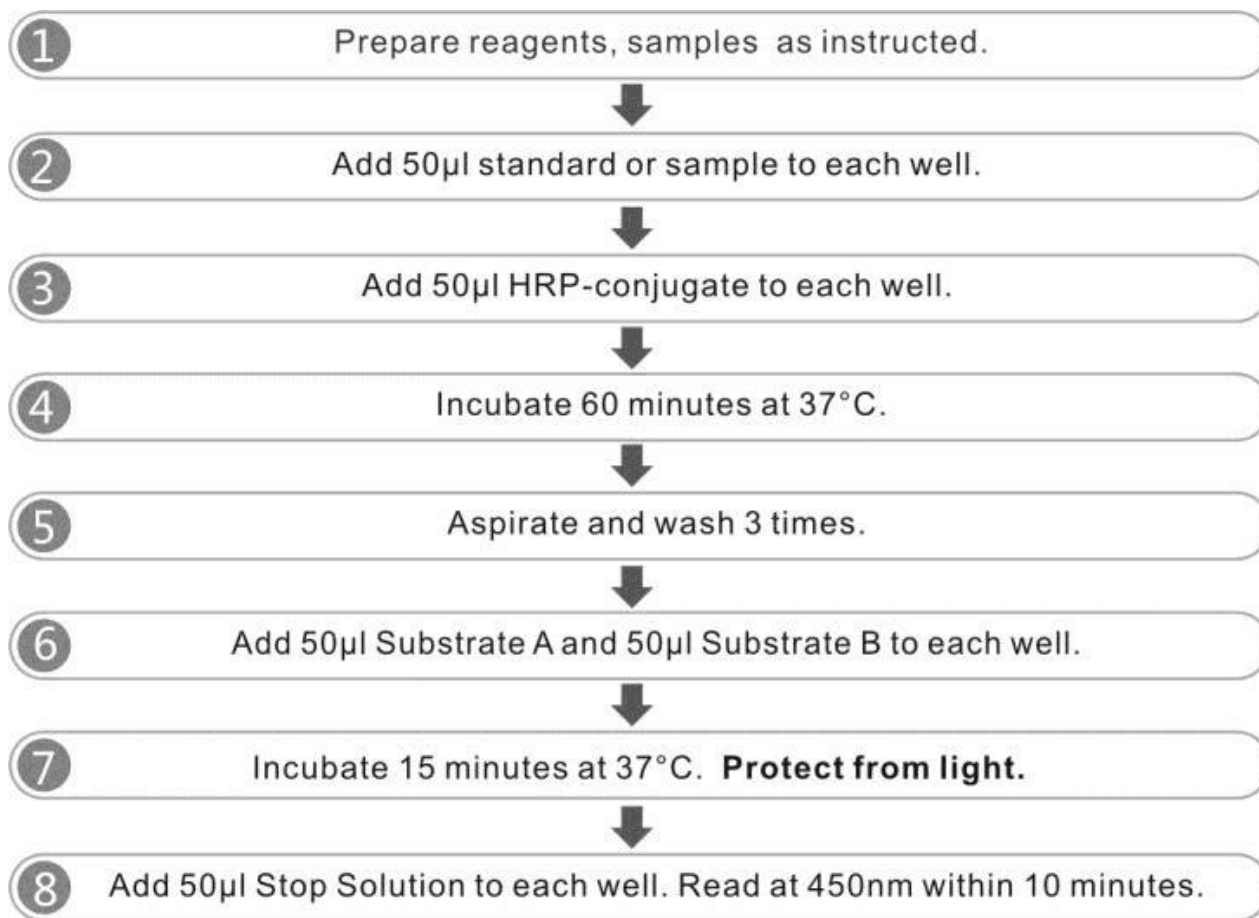 1 Prepare reagents, samples as instructed.
2 Add 50μl standard or sample to each well.
3 Add 50μl HRP-conjugate to each well.
4 Incubate 60 minutes at 37°C.
5 Aspirate and wash 3 times.
6 Add 50μl Substrate A and 50μl Substrate B to each well.
7 Incubate 15 minutes at 37°C. Protect from light.
8 Add 50μl Stop Solution to each well. Read at 450nm within 10 minutes.